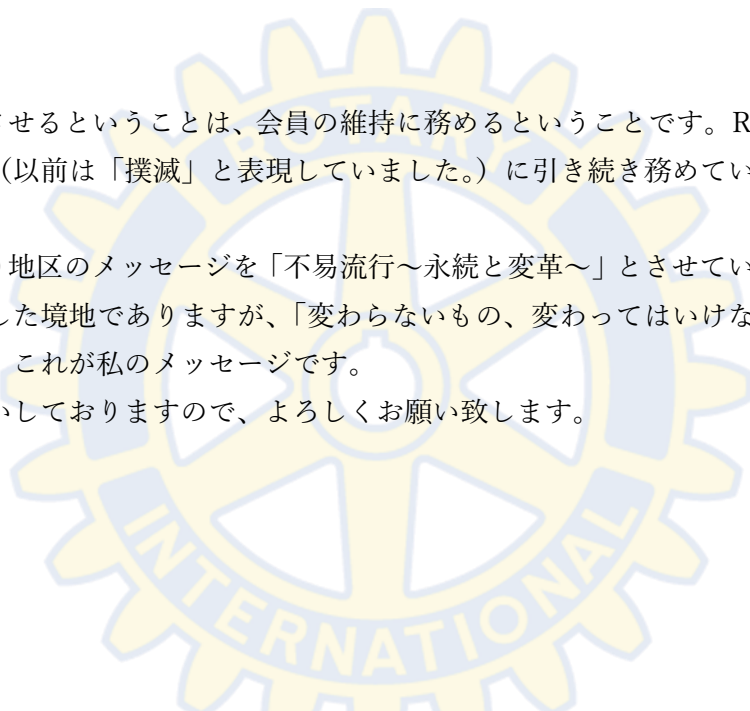 せるということは、会員の維持に務めるということです。R
（以前は「撲滅」と表現していました。）に引き続き務めてい
地区のメッセージを「不易流行～永続と変革～」とさせてい
した境地でありますが、「変わらないもの、変わってはいけな
これが私のメッセージです。
しておりますので、よろしくお願い致します。
ROTARY
INTERNATIONAL